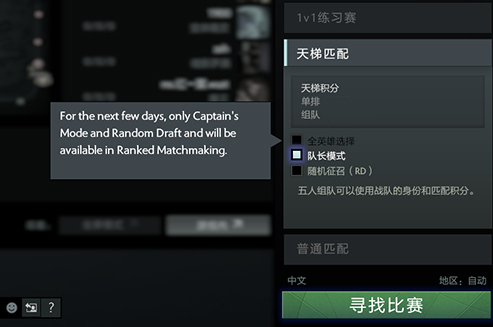 1v1练习赛
天梯匹配
天梯积分
单排
组队
For the next few days, only Captain's
Mode and Random Draft and will be
available in Ranked Matchmaking.
全英雄选择
队长模式
随机征召（RD）
五人组队可以使用战队的身份和匹配积分。
普通匹配
中文
地区：自动
寻找比赛
?